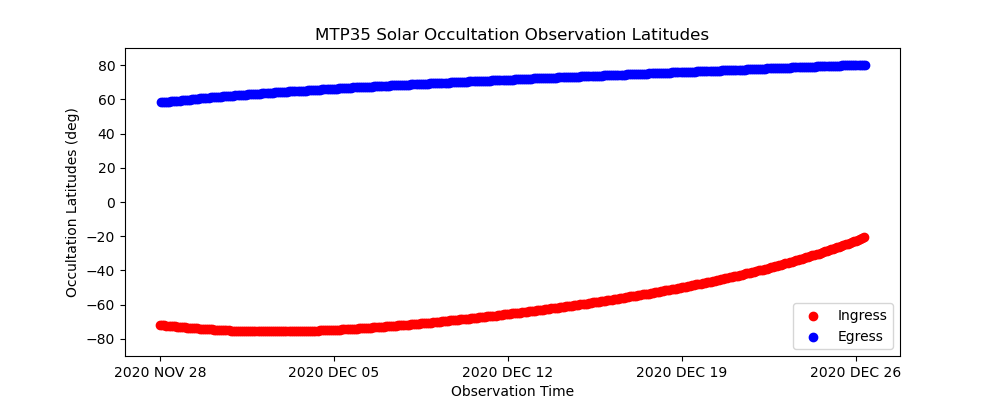 MTP35 Solar Occultation Observation Latitudes
Occultation Latitudes (deg)
80
60
40
20
0
−20
−40
−60
−80
Ingress
Egress
2020 NOV 28 2020 DEC 05 2020 DEC 12 2020 DEC 19 2020 DEC 26
Observation Time